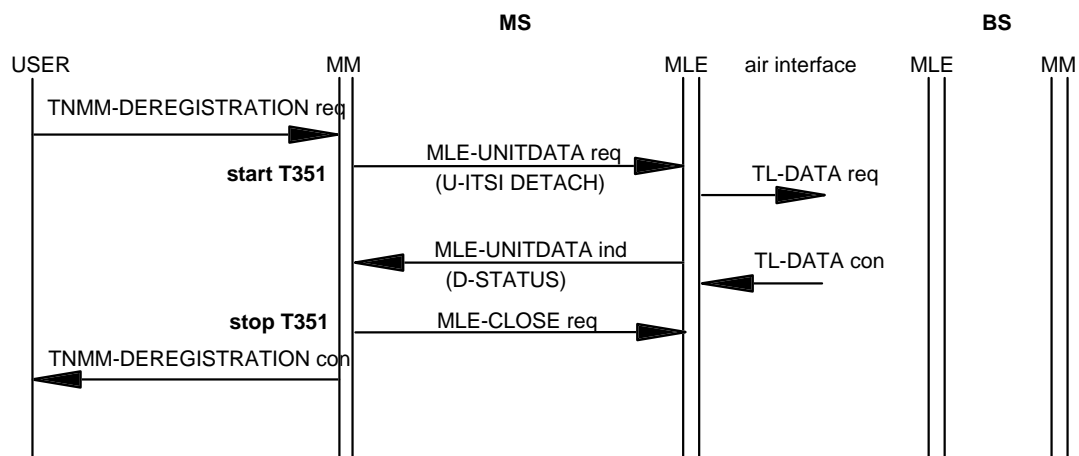 MS BS
USER MM MLE air interface MLE MM
TNMM-DEREGISTRATION req
MLE-UNITDATA req
start T351
(U-ITSI DETACH)
TL-DATA req
MLE-UNITDATA ind
(D-STATUS)
TL-DATA con
stop T351
MLE-CLOSE req
TNMM-DEREGISTRATION con